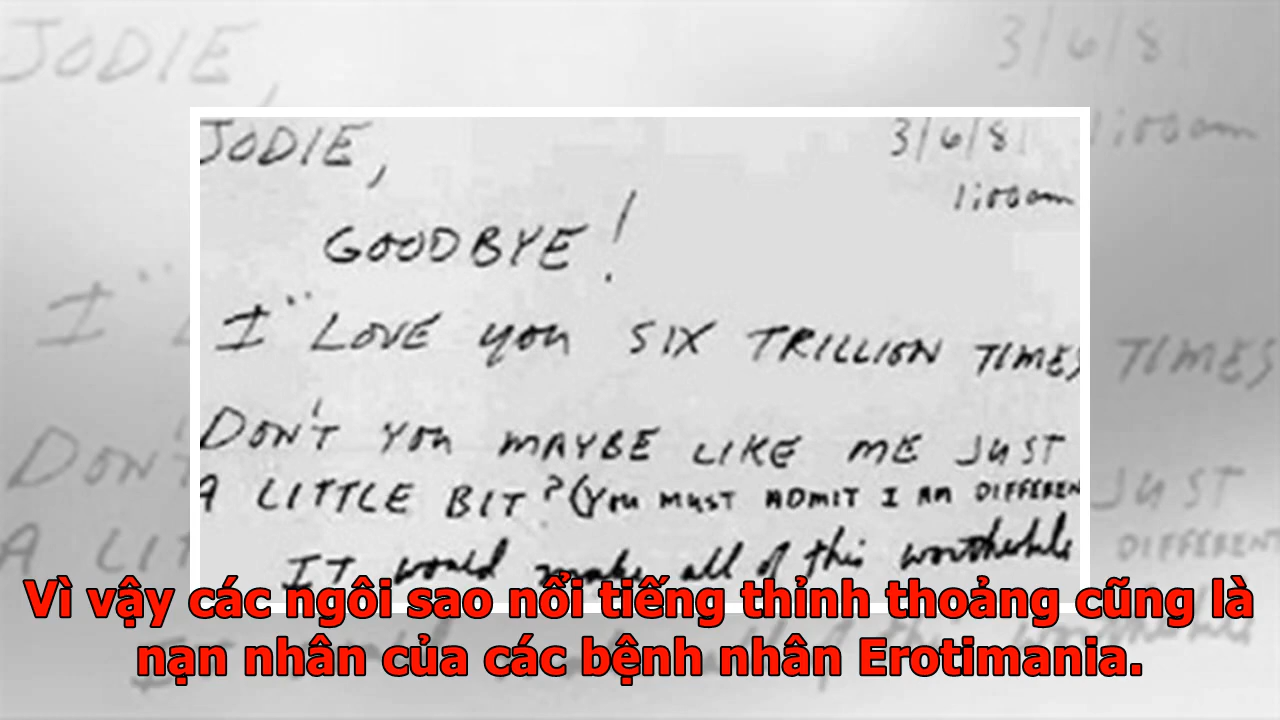 JODIE,
3/6/81
1:00am
GOODBYE!
I LOVE you SIX TRILLION TIMES
DON'T YOU MAYBE LIKE ME JUST
A LITTLE BIT? (YOU MUST ADMIT I AM DIFFERENT
IT would make all of this worthwhile
Vì vậy các ngôi sao nổi tiếng thỉnh thoảng cũng là
nạn nhân của các bệnh nhân Erotimania.